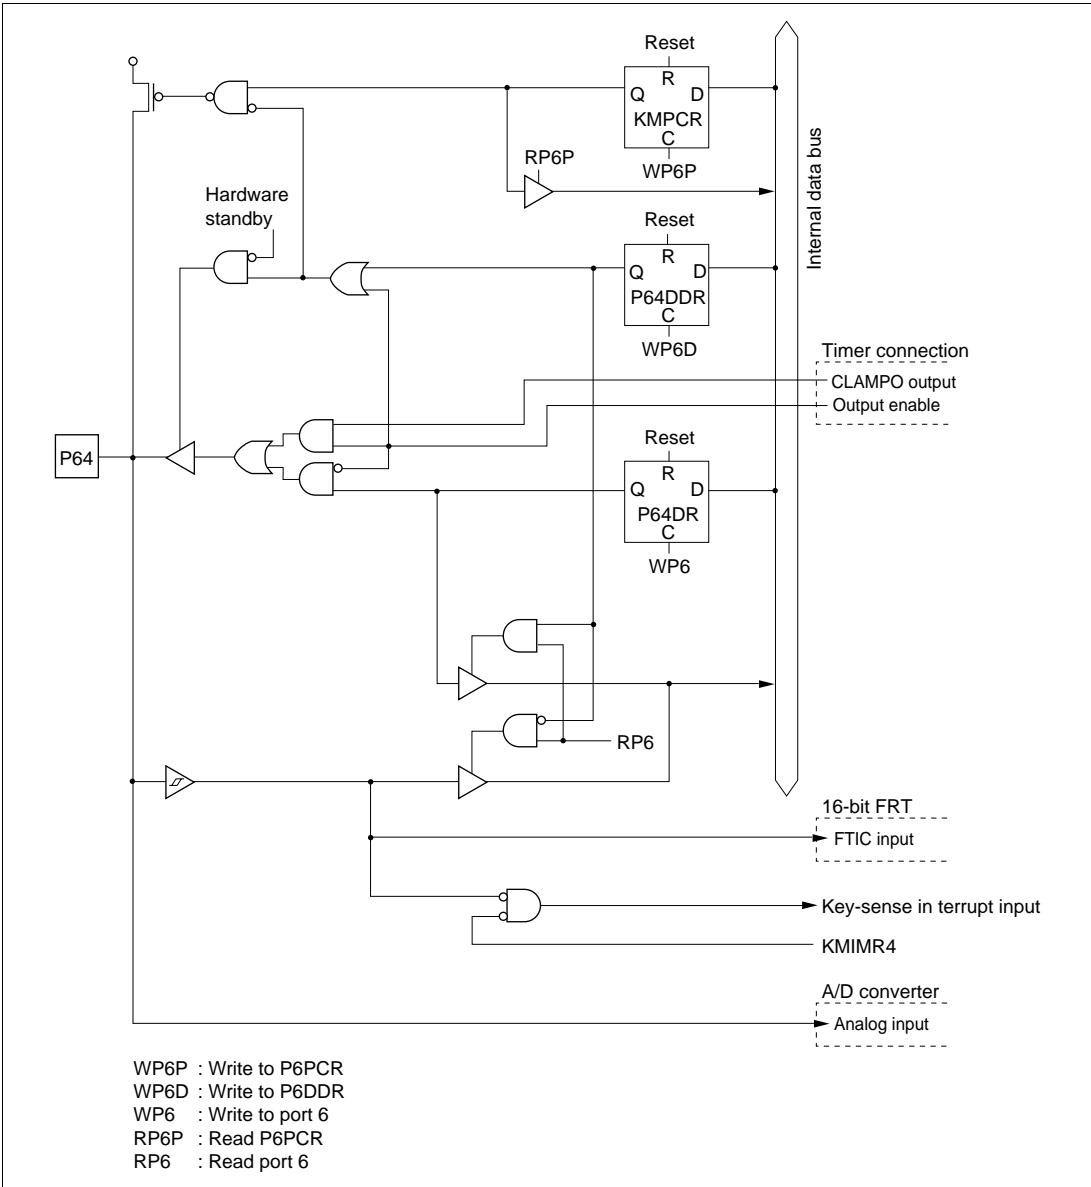 Reset
R
Q D
KMPCR
C
WP6P
RP6P
Hardware
standby
Internal data bus
Reset
R
Q D
P64DDR
C
WP6D
Timer connection
CLAMPO output
Output enable
P64
Reset
R
Q D
P64DR
C
WP6
RP6
16-bit FRT
FTIC input
Key-sense in terrupt input
KMIMR4
A/D converter
Analog input
WP6P : Write to P6PCR
WP6D : Write to P6DDR
WP6 : Write to port 6
RP6P : Read P6PCR
RP6 : Read port 6